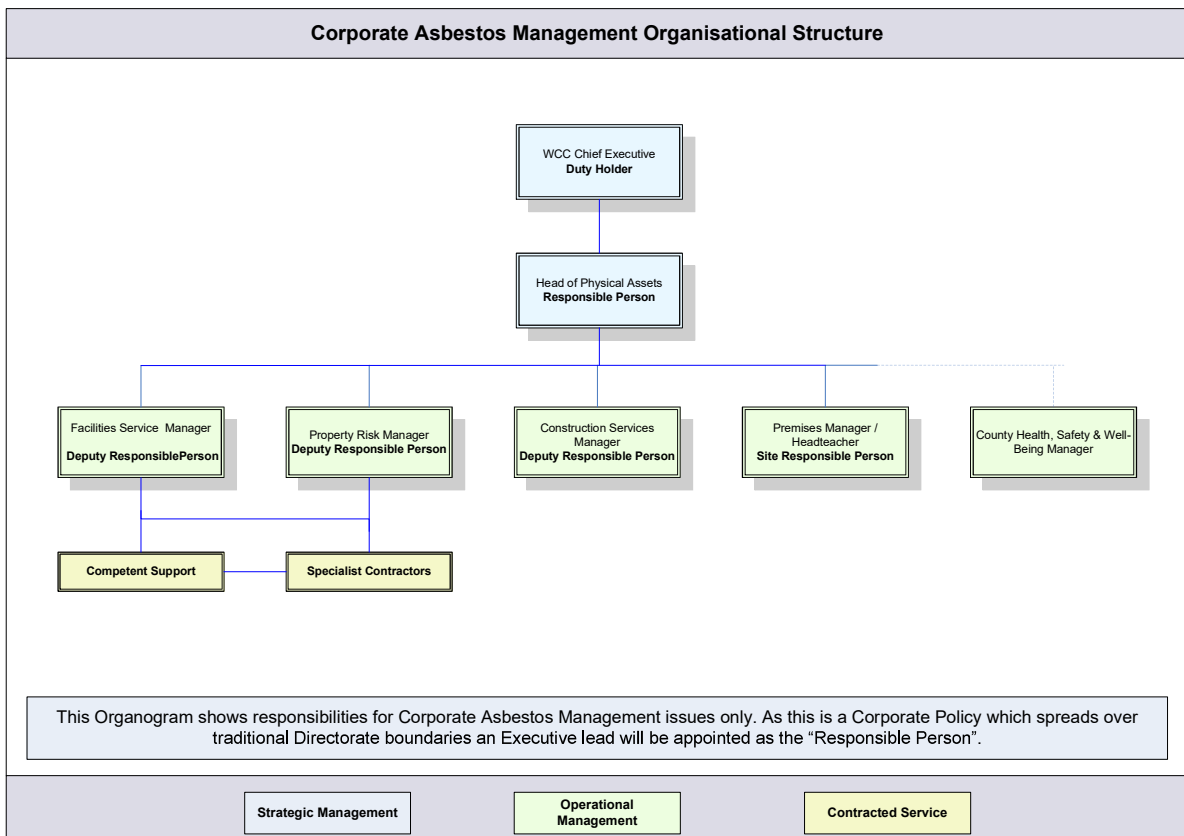 Corporate Asbestos Management Organisational Structure
WCC Chief Executive
Duty Holder
Head of Physical Assets
Responsible Person
Facilities Service Manager
Deputy ResponsiblePerson
Property Risk Manager
Deputy Responsible Person
Construction Services
Manager
Deputy Responsible Person
Premises Manager /
Headteacher
Site Responsible Person
County Health, Safety & Well-
Being Manager
Competent Support
Specialist Contractors
This Organogram shows responsibilities for Corporate Asbestos Management issues only. As this is a Corporate Policy which spreads over
traditional Directorate boundaries an Executive lead will be appointed as the “Responsible Person”.
Strategic Management
Operational
Management
Contracted Service